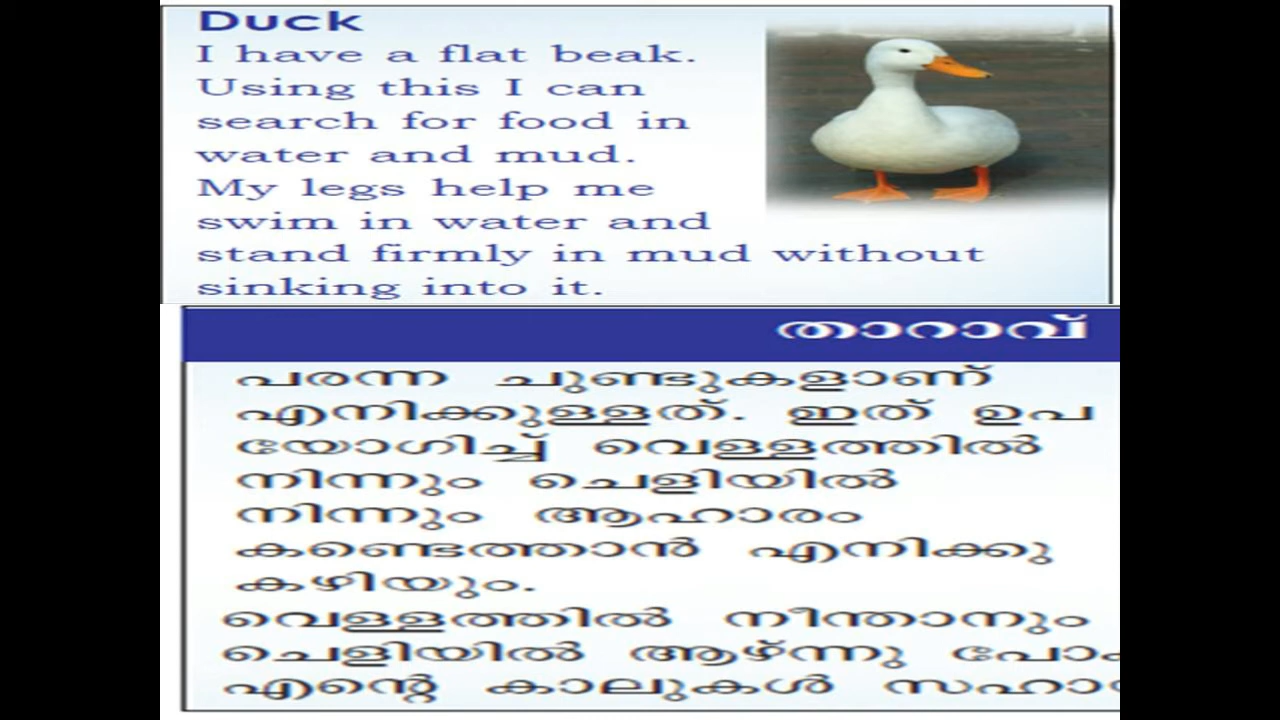 Duck
I have a flat beak.
Using this I can
search for food in
water and mud.
My legs help me
swim in water and
stand firmly in mud without
sinking into it.
താറാവ്
പരന്ന ചുണ്ടുകളാണ്
എനിക്കുള്ളത്. ഇത് ഉപ
യോഗിച്ച് വെള്ളത്തിൽ
നിന്നും ചെളിയിൽ
നിന്നും ആഹാരം
കണ്ടെത്താൻ എനിക്കു
കഴിയും.
വെള്ളത്തിൽ നീന്താനും
ചെളിയിൽ ആഴ്ന്നു
എന്റെ കാലുകൾ